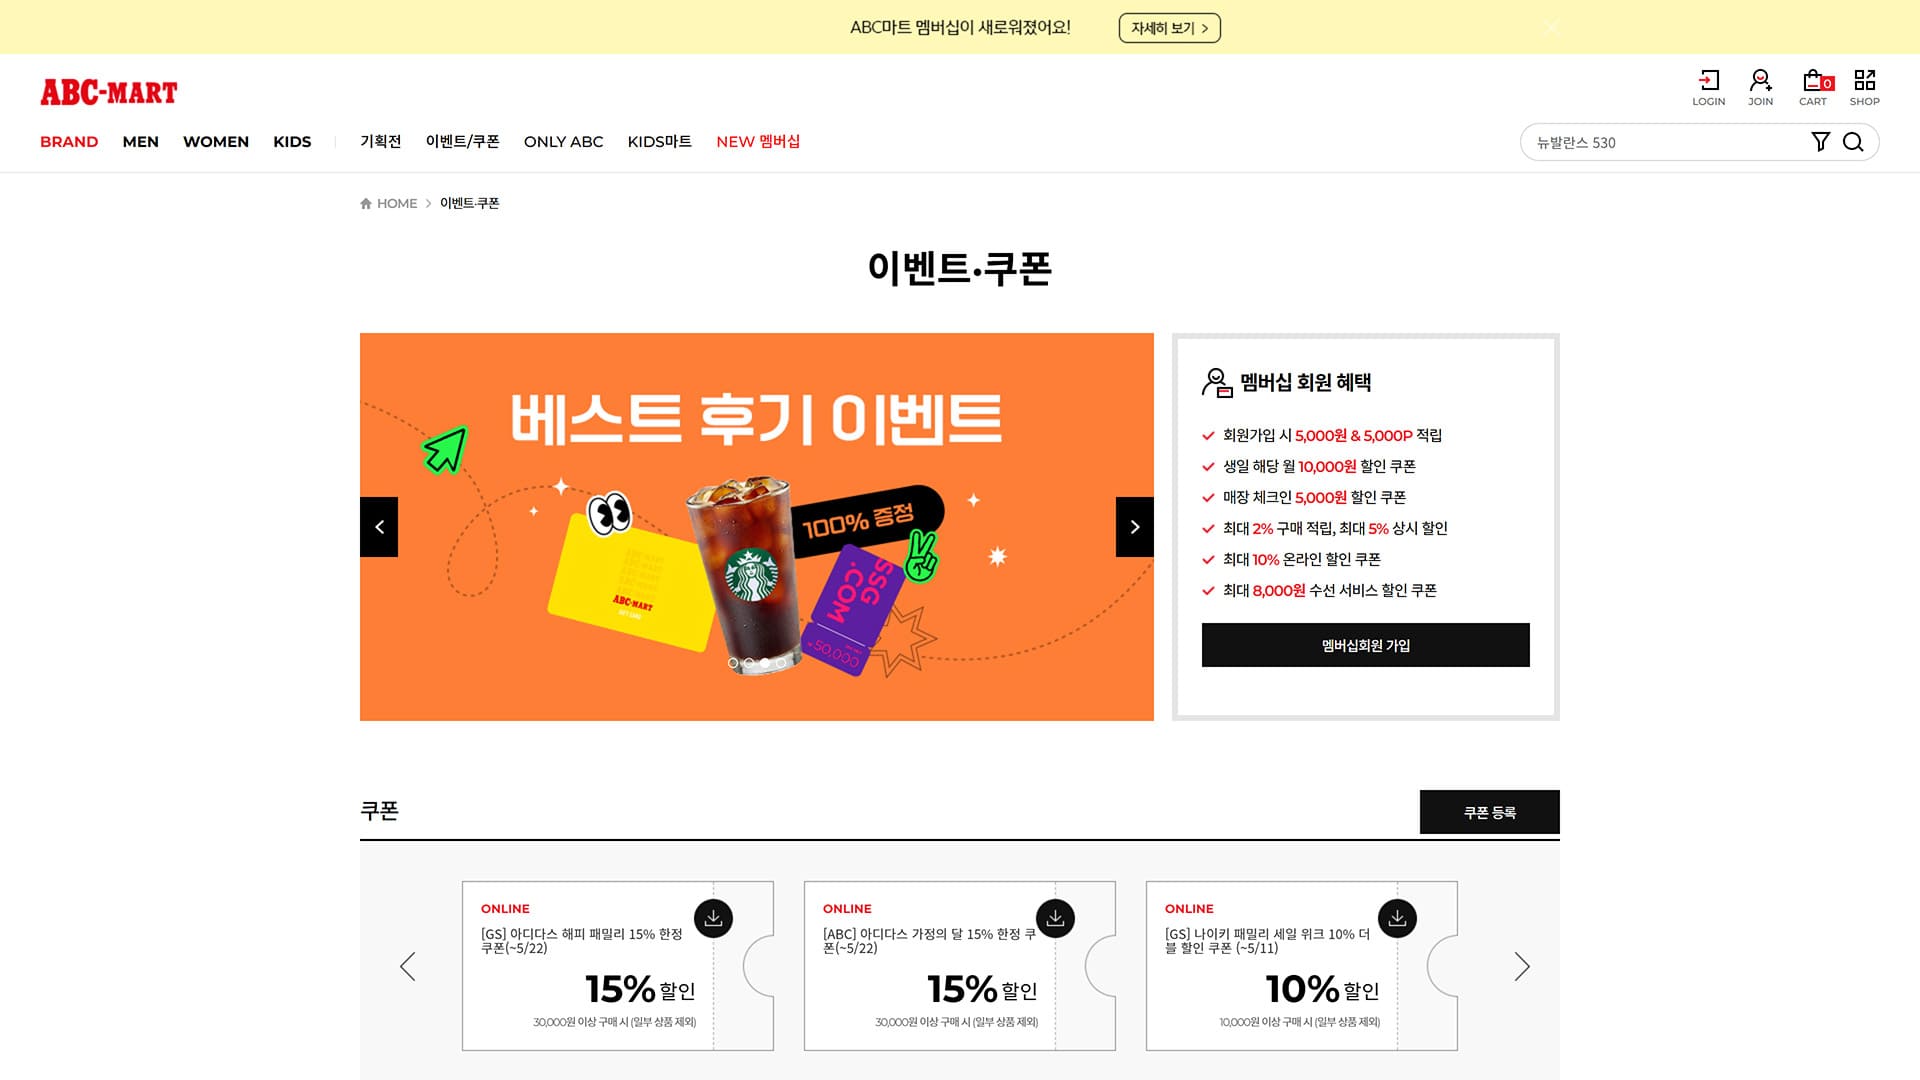 ABC마트 멤버십이 새로워졌어요!
자세히 보기
ABC-MART
LOGIN
JOIN
0
CART
SHOP
BRAND
MEN
WOMEN
KIDS
기획전
이벤트/쿠폰
ONLY ABC
KIDS마트
NEW 멤버십
뉴발란스 530
HOME
이벤트·쿠폰
이벤트·쿠폰
베스트 후기 이벤트
100% 증정
ABC-MART
SSG
.COM
50,000
멤버십 회원 혜택
회원가입 시 5,000원 & 5,000P 적립
생일 해당 월 10,000원 할인 쿠폰
매장 체크인 5,000원 할인 쿠폰
최대 2% 구매 적립, 최대 5% 상시 할인
최대 10% 온라인 할인 쿠폰
최대 8,000원 수선 서비스 할인 쿠폰
멤버십회원 가입
쿠폰
쿠폰 등록
ONLINE
[GS] 아디다스 해피 패밀리 15% 한정
쿠폰(~5/22)
15% 할인
30,000원 이상 구매 시 (일부 상품 제외)
ONLINE
[ABC] 아디다스 가정의 달 15% 한정 쿠
폰(~5/22)
15% 할인
30,000원 이상 구매 시 (일부 상품 제외)
ONLINE
[GS] 나이키 패밀리 세일 위크 10% 더
블 할인 쿠폰 (~5/11)
10% 할인
10,000원 이상 구매 시 (일부 상품 제외)